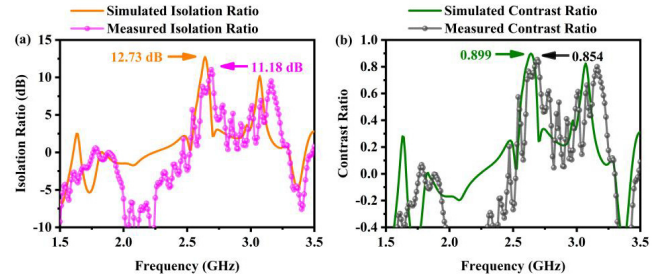 Simulated Isolation Ratio
Measured Isolation Ratio
(a)
12.73 dB
11.18 dB
Isolation Ratio (dB)
15
10
5
0
-5
-10
1.5 2.0 2.5 3.0 3.5
Frequency (GHz)
Simulated Contrast Ratio
Measured Contrast Ratio
(b)
0.899
0.854
Contrast Ratio
1.0
0.8
0.6
0.4
0.2
0.0
-0.2
-0.4
1.5 2.0 2.5 3.0 3.5
Frequency (GHz)